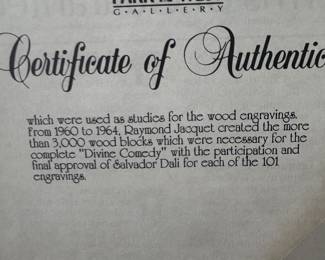 G·A·L·L·E·R·Y
Certificate of Authentic
which were used as studies for the wood engravings.
From 1960 to 1964, Raymond Jacquet created the more
than 3,000 wood blocks which were necessary for the
complete "Divine Comedy" with the participation and
final approval of Salvador Dali for each of the 101
engravings.